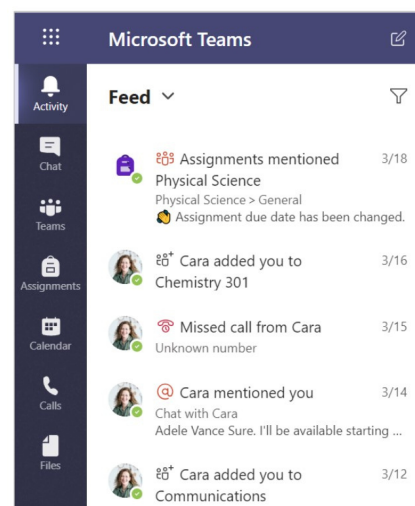 Microsoft Teams
Activity
Feed
Chat
Teams
Assignments
Calendar
Calls
Files
Assignments mentioned 3/18
Physical Science
Physical Science > General
Assignment due date has been changed.
Cara added you to 3/16
Chemistry 301
Missed call from Cara 3/15
Unknown number
@ Cara mentioned you 3/14
Chat with Cara
Adele Vance Sure. I'll be available starting ...
Cara added you to 3/12
Communications